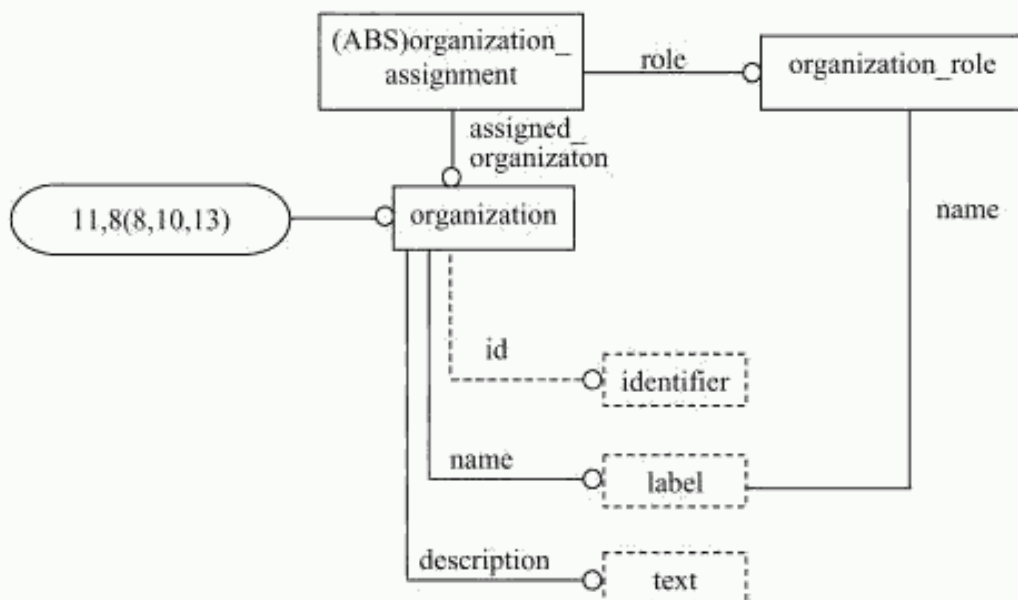 (ABS)organization_
assignment
role
organization_role
assigned_
organizaton
11,8(8,10,13)
organization
name
id
identifier
name
label
description
text